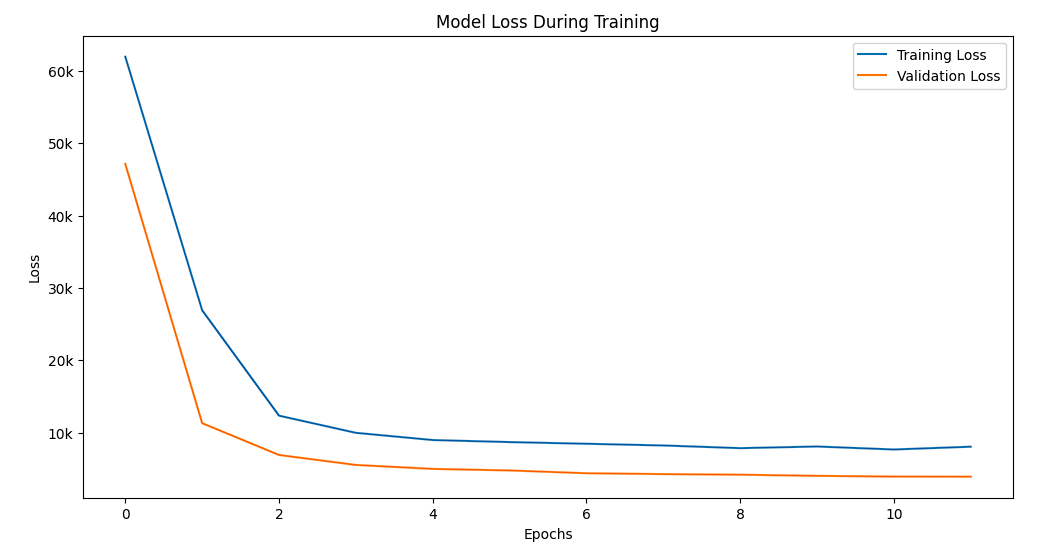 Model Loss During Training
Training Loss
Validation Loss
60k
50k
40k
30k
20k
10k
Loss
0 2 4 6 8 10
Epochs